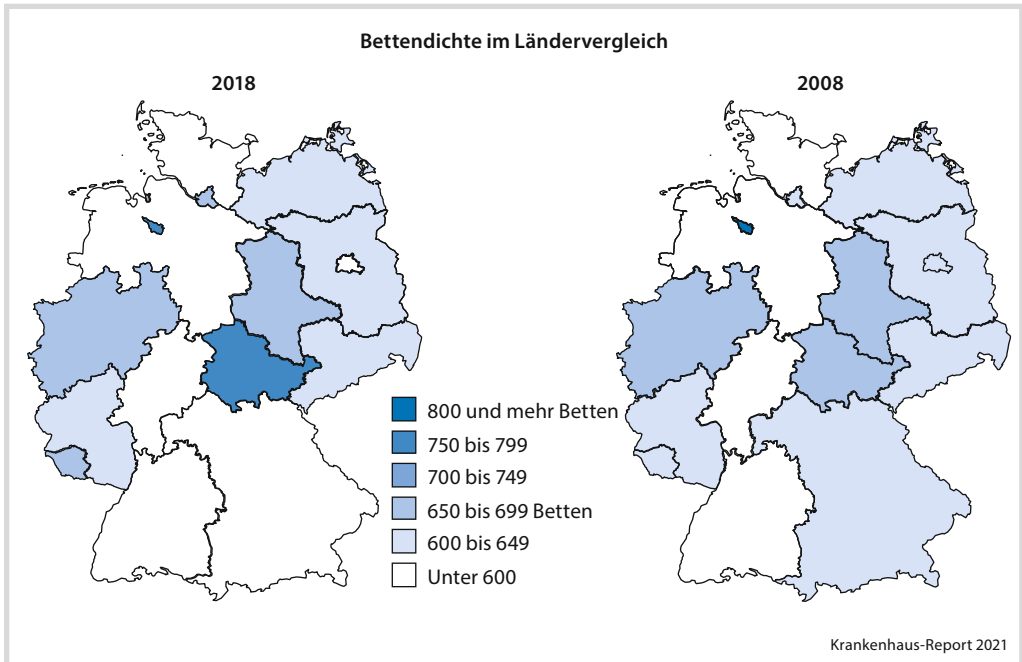 Bettendichte im Ländervergleich
2018
2008
800 und mehr Betten
750 bis 799
700 bis 749
650 bis 699 Betten
600 bis 649
Unter 600
Krankenhaus-Report 2021